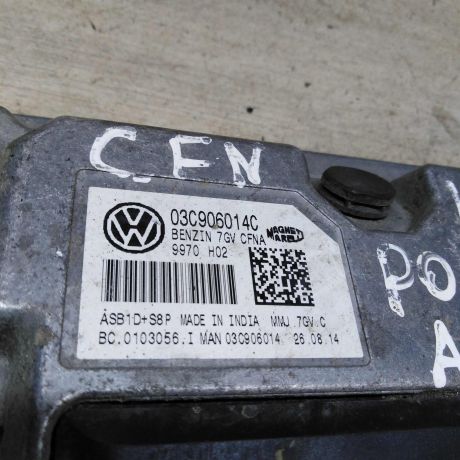 CFN
03C906014C
BENZIN 7GV CFNA
MAGNETI MARELLI
9970 H02
ASB1D+S8P MADE IN INDIA MMJ 7GV.C
BC.0103056.I MAN 03C906014 26.08.14
PO
A